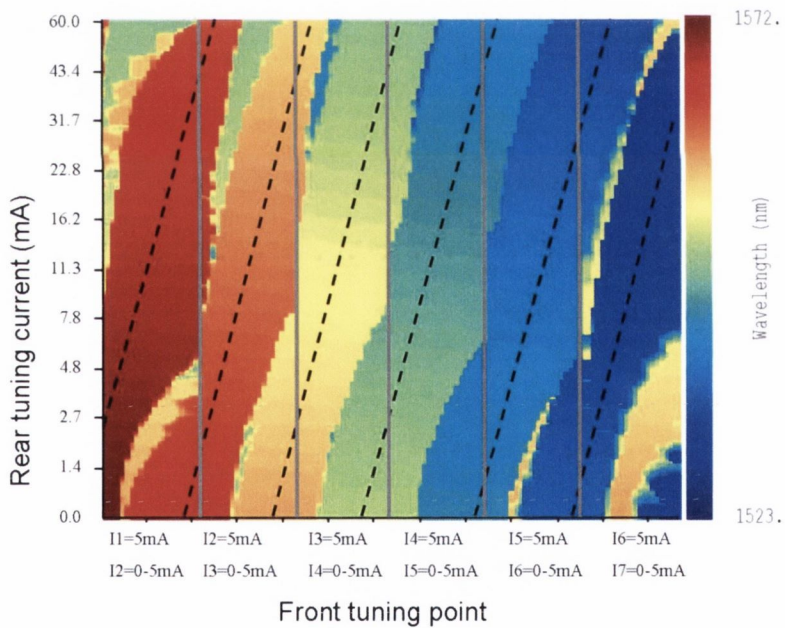 60.0
43.4
31.7
22.8
16.2
11.3
7.8
4.8
2.7
1.4
0.0
Rear tuning current (mA)
I1=5mA I2=5mA I3=5mA I4=5mA I5=5mA I6=5mA
I2=0-5mA I3=0-5mA I4=0-5mA I5=0-5mA I6=0-5mA I7=0-5mA
Front tuning point
1572.
Wavelength (nm)
1523.